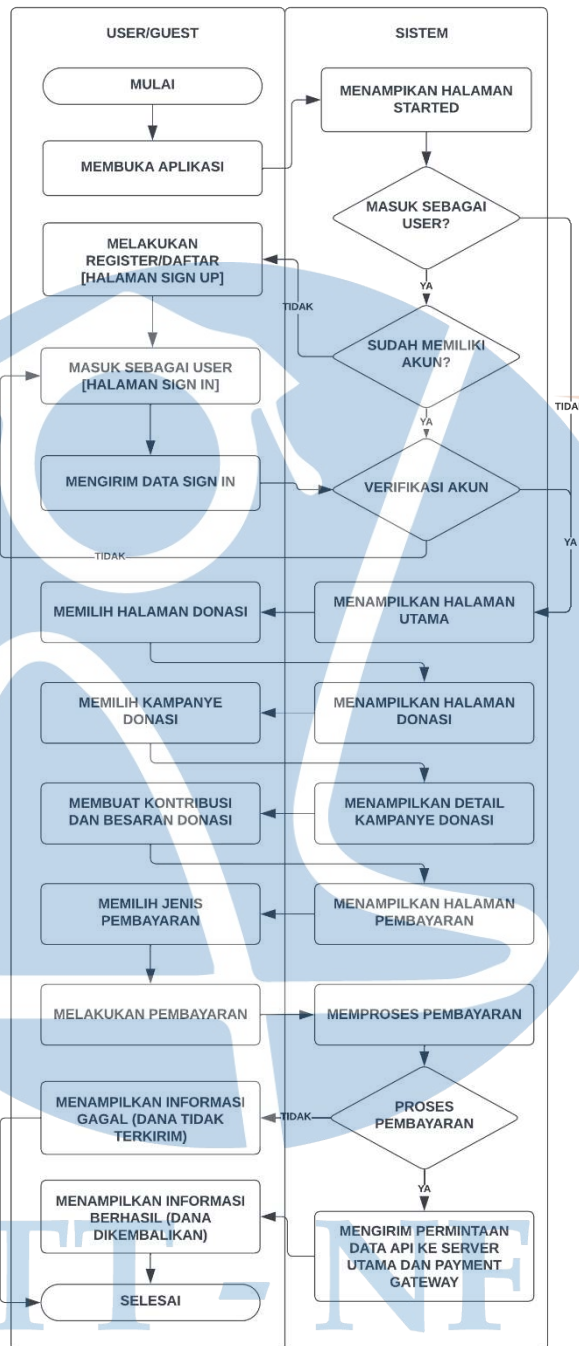 USER/GUEST
SISTEM
MULAI
MENAMPIKAN HALAMAN
STARTED
MEMBUKA APLIKASI
MASUK SEBAGAI
USER?
MELAKUKAN
REGISTER/DAFTAR
[HALAMAN SIGN UP]
YA
TIDAK
SUDAH MEMILIKI
AKUN?
MASUK SEBAGAI USER
[HALAMAN SIGN IN]
TIDAK
YA
MENGIRIM DATA SIGN IN
VERIFIKASI AKUN
YA
TIDAK
MEMILIH HALAMAN DONASI
MENAMPILKAN HALAMAN
UTAMA
MEMILIH KAMPANYE
DONASI
MENAMPILKAN HALAMAN
DONASI
MEMBUAT KONTRIBUSI
DAN BESARAN DONASI
MENAMPILKAN DETAIL
KAMPANYE DONASI
MEMILIH JENIS
PEMBAYARAN
MENAMPILKAN HALAMAN
PEMBAYARAN
MELAKUKAN PEMBAYARAN
MEMPROSES PEMBAYARAN
MENAMPILKAN INFORMASI
GAGAL (DANA TIDAK
TERKIRIM)
TIDAK
PROSES
PEMBAYARAN
YA
MENAMPILKAN INFORMASI
BERHASIL (DANA
DIKEMBALIKAN)
MENGIRIM PERMINTAAN
DATA API KE SERVER
UTAMA DAN PAYMENT
GATEWAY
SELESAI
TT - NF